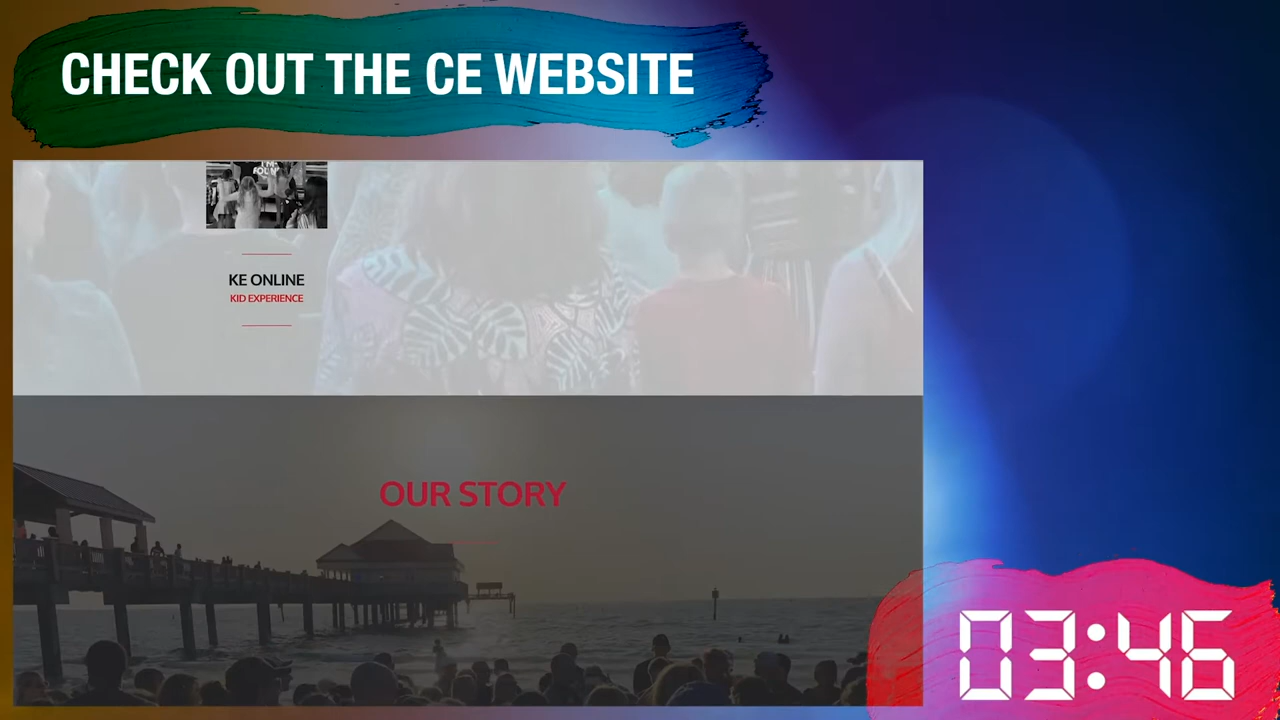 CHECK OUT THE CE WEBSITE
KE ONLINE
KID EXPERIENCE
OUR STORY
03:46